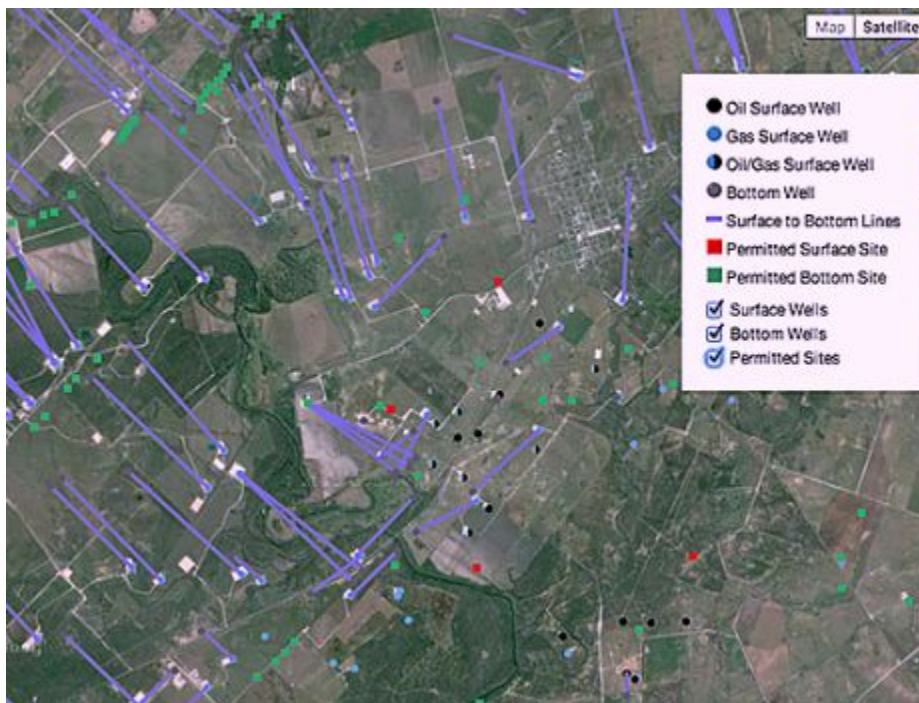 Map Satellite
Oil Surface Well
Gas Surface Well
Oil/Gas Surface Well
Bottom Well
Surface to Bottom Lines
Permitted Surface Site
Permitted Bottom Site
Surface Wells
Bottom Wells
Permitted Sites